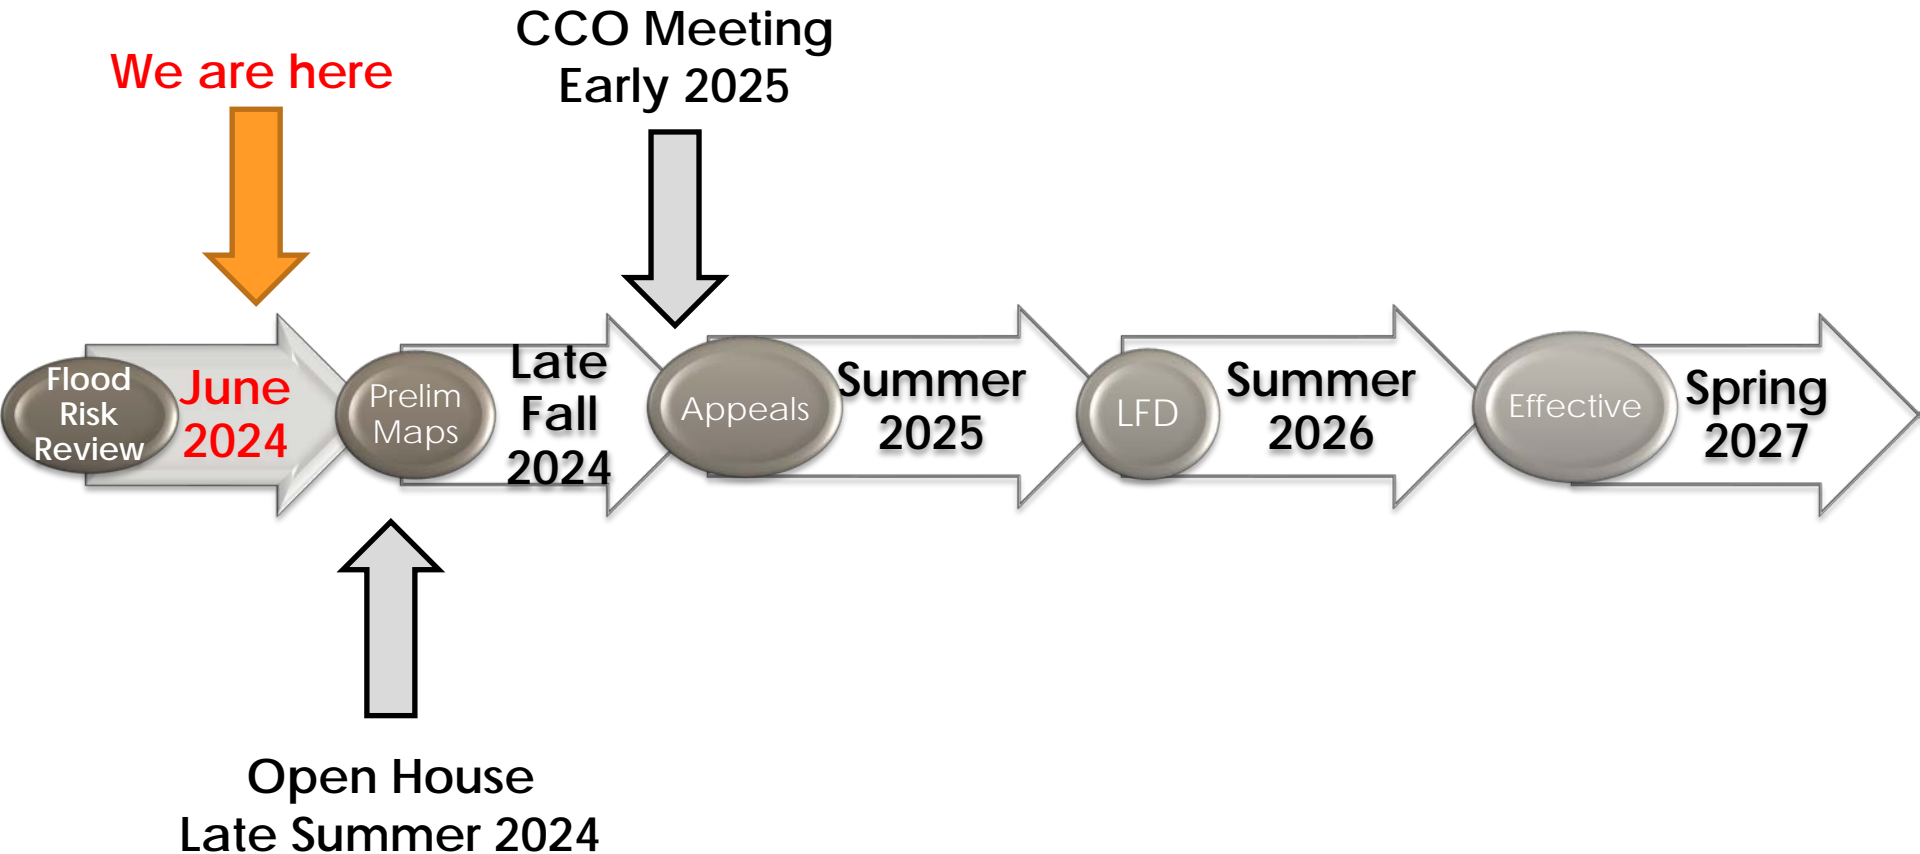 CCO Meeting
Early 2025
We are here
Flood
Risk
Review
June
2024
Prelim
Maps
Late
Fall
2024
Appeals
Summer
2025
LFD
Summer
2026
Effective
Spring
2027
Open House
Late Summer 2024